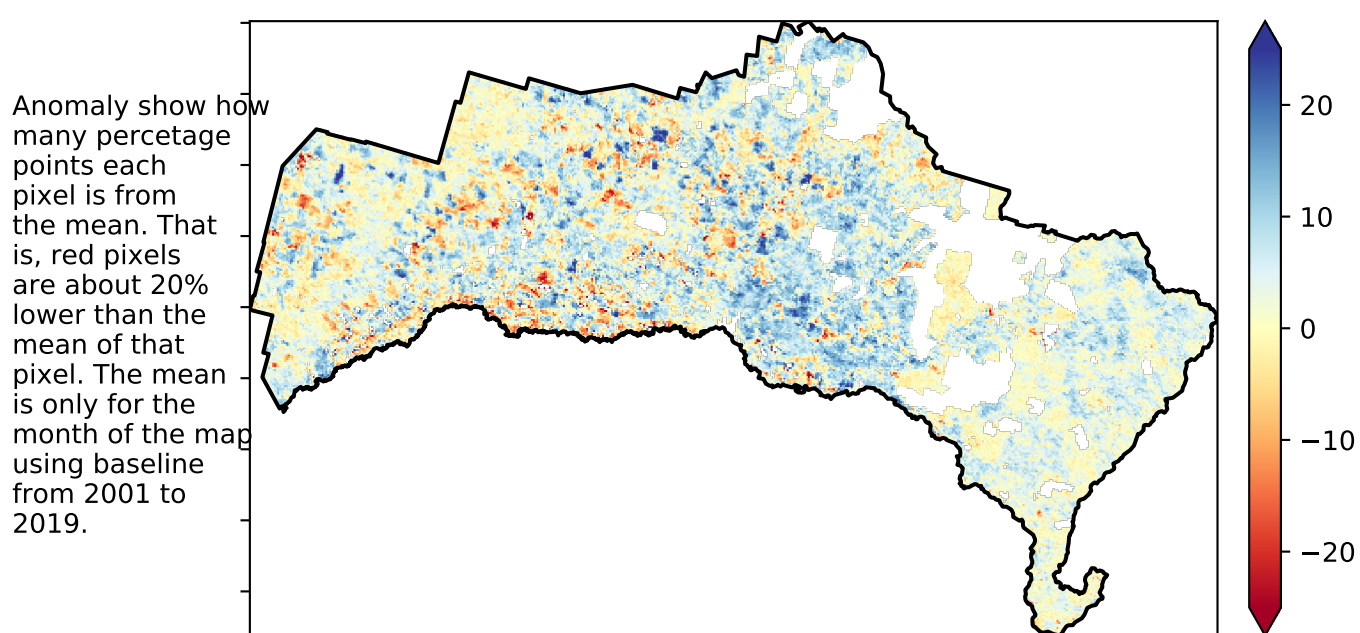 Anomaly show how
many percetage
points each
pixel is from
the mean. That
is, red pixels
are about 20%
lower than the
mean of that
pixel. The mean
is only for the
month of the map
using baseline
from 2001 to
2019.
20
10
0
−10
−20